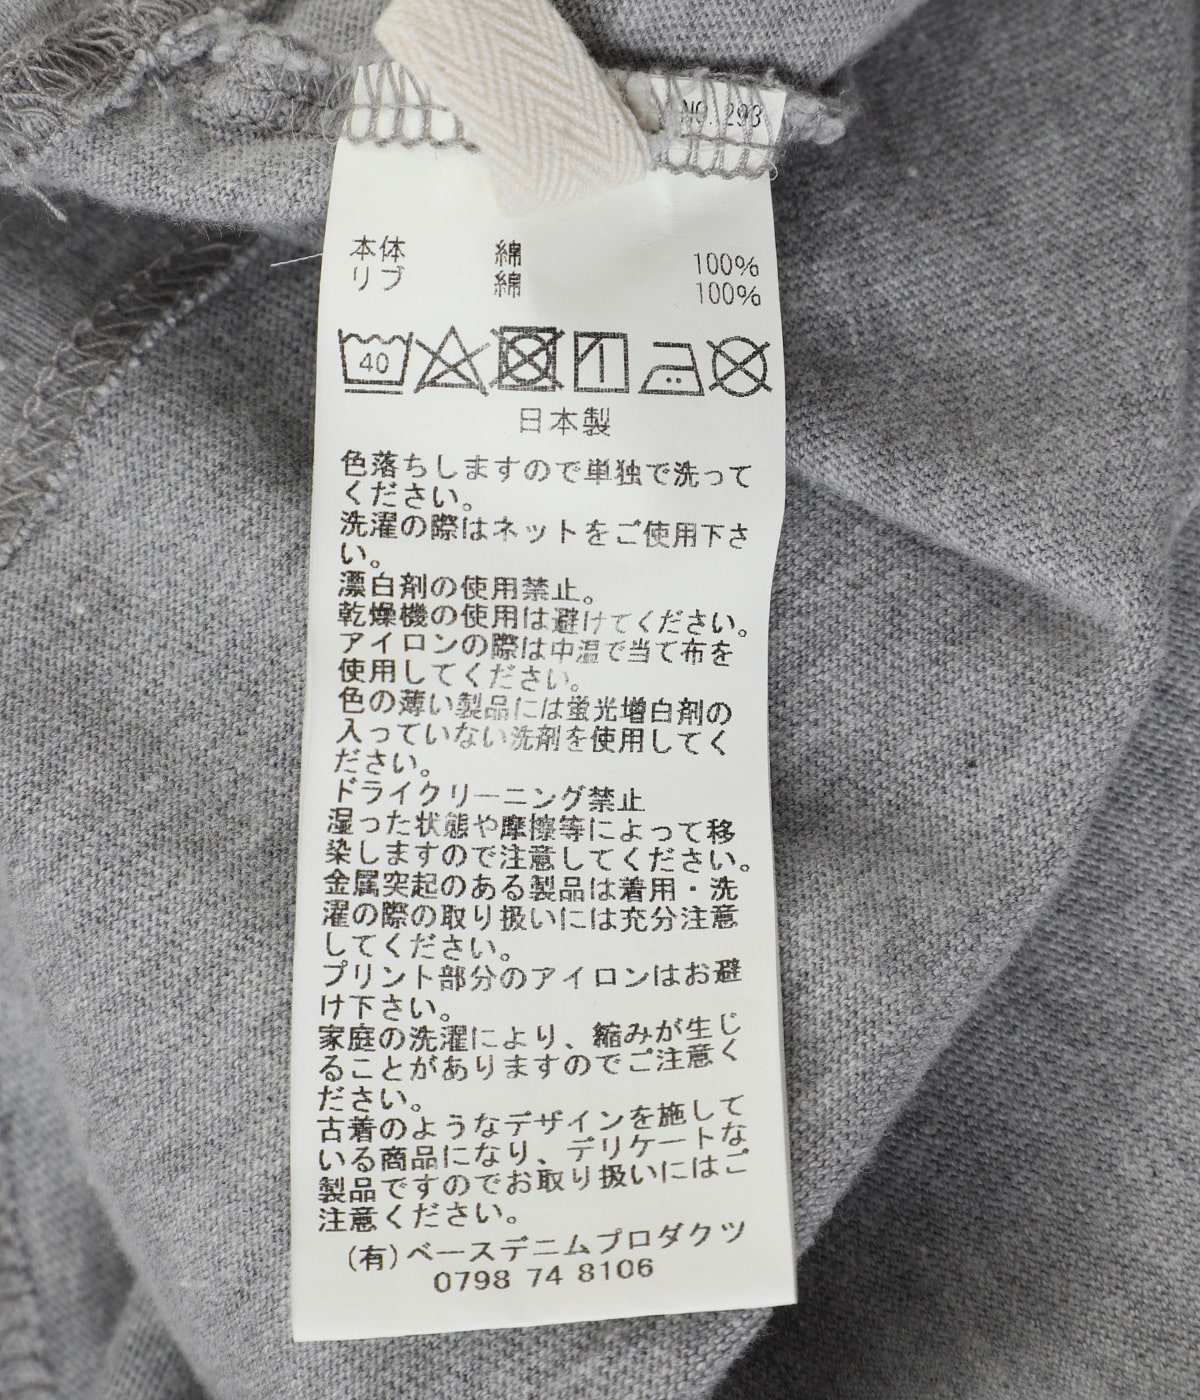 NO. 293
本体 綿 100%
リブ 綿 100%
40
日本製
色落ちしますので単独で洗って
ください。
洗濯の際はネットをご使用下さ
い。
漂白剤の使用禁止。
乾燥機の使用は避けてください。
アイロンの際は中温で当て布を
使用してください。
色の薄い製品には蛍光増白剤の
入っていない洗剤を使用してく
ださい。
ドライクリーニング禁止
湿った状態や摩擦等によって移
染しますので注意してください。
金属突起のある製品は着用・洗
濯の際の取り扱いには充分注意
してください。
プリント部分のアイロンはお避
け下さい。
家庭の洗濯により、縮みが生じ
ることがありますのでご注意く
ださい。
古着のようなデザインを施して
いる商品になり、デリケートな
製品ですのでお取り扱いにはご
注意ください。
(有)ベースデニムプロダクツ
0798 74 8106